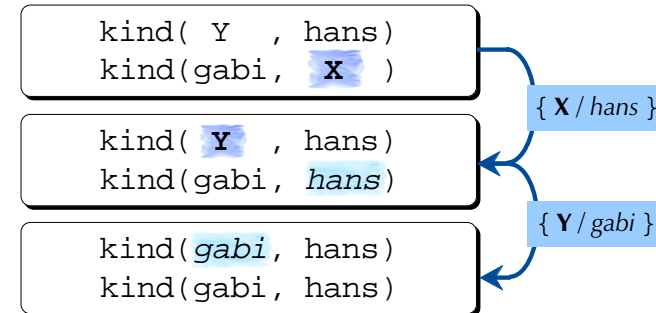 kind( Y , hans)
kind(gabi, X )
{ X / hans }
kind( Y , hans)
kind(gabi, hans)
{ Y / gabi }
kind(gabi, hans)
kind(gabi, hans)